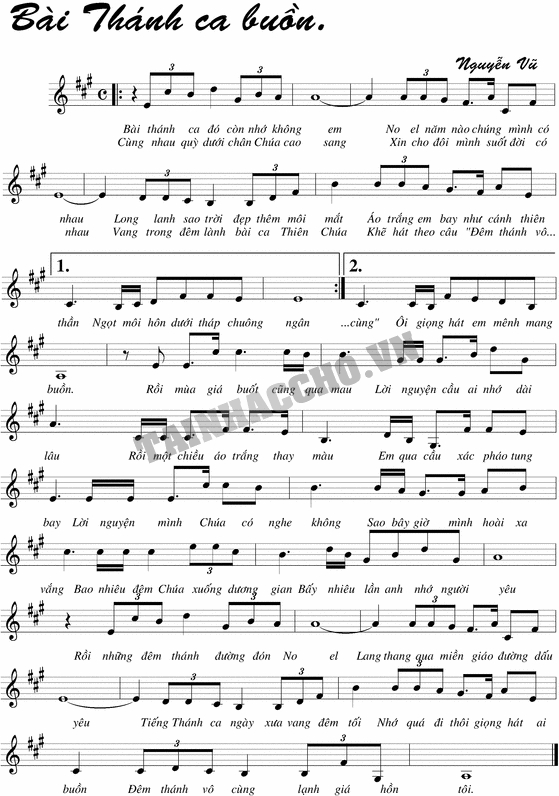 Bài Thánh ca buồn.
Nguyễn Vũ
Bài thánh ca đó còn nhớ không em No el năm nào chúng mình có
Cùng nhau quỳ dưới chân Chúa cao sang Xin cho đôi mình suốt đời có
nhau Long lanh sao trời đẹp thêm môi mắt Áo trắng em bay như cánh thiên
nhau Vang trong đêm lành bài ca Thiên Chúa Khẽ hát theo câu "Đêm thánh vô...
1. 2.
thần Ngọt môi hôn dưới tháp chuông ngân ...cùng" Ôi giọng hát em mênh mang
buồn. Rồi mùa giá buốt cũng qua mau Lời nguyện cầu ai nhớ dài
lâu Rồi một chiều áo trắng thay màu Em qua cầu xác pháo tung
bay Lời nguyện mình Chúa có nghe không Sao bây giờ mình hoài xa
vắng Bao nhiêu đêm Chúa xuống dương gian Bấy nhiêu lần anh nhớ người yêu
Rồi những đêm thánh đường đón No el Lang thang qua miền giáo đường dấu
yêu Tiếng Thánh ca ngày xưa vang đêm tối Nhớ quá đi thôi giọng hát ai
buồn Đêm thánh vô cùng lạnh giá hồn tôi.
CAINHACCHO.VN